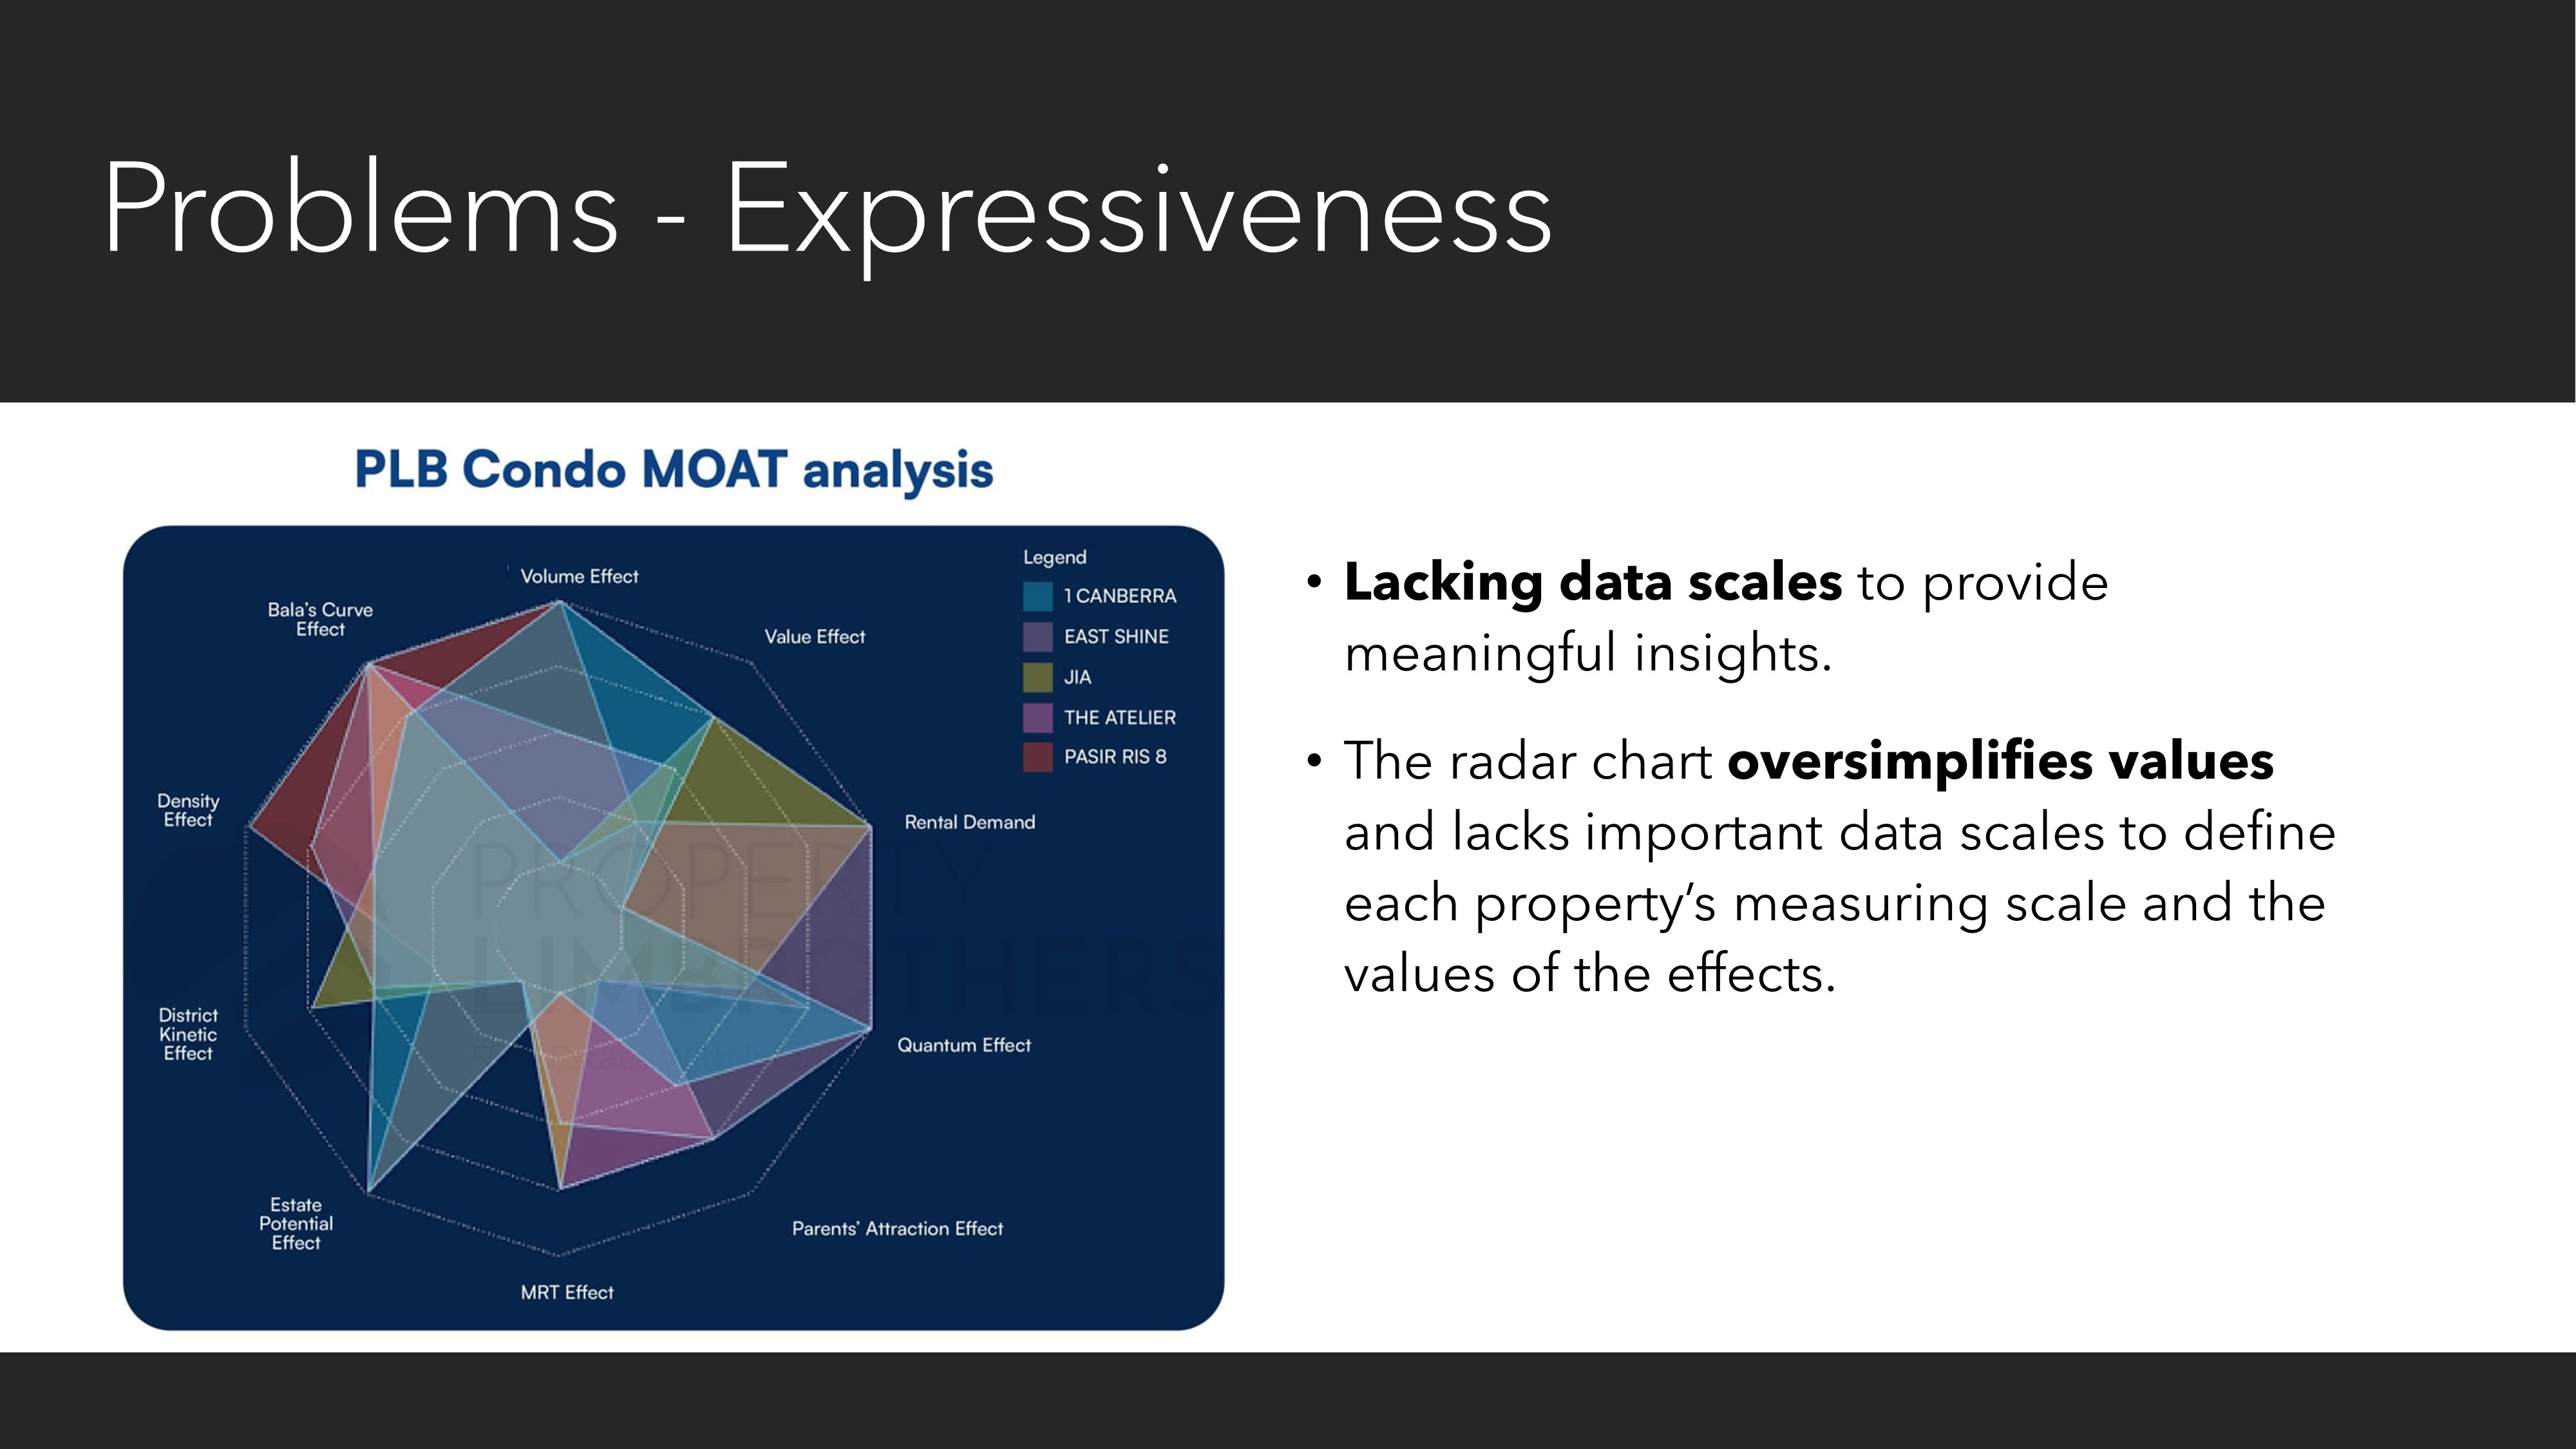 Problems - Expressiveness
PLB Condo MOAT analysis
Legend
1 CANBERRA
EAST SHINE
JIA
THE ATELIER
PASIR RIS 8
Volume Effect
Value Effect
Rental Demand
Quantum Effect
Parents’ Attraction Effect
MRT Effect
Estate
Potential
Effect
District
Kinetic
Effect
Density
Effect
Bala’s Curve
Effect
PROPERTY
LIMBROTHERS
• Lacking data scales to provide
meaningful insights.
• The radar chart oversimplifies values
and lacks important data scales to define
each property’s measuring scale and the
values of the effects.